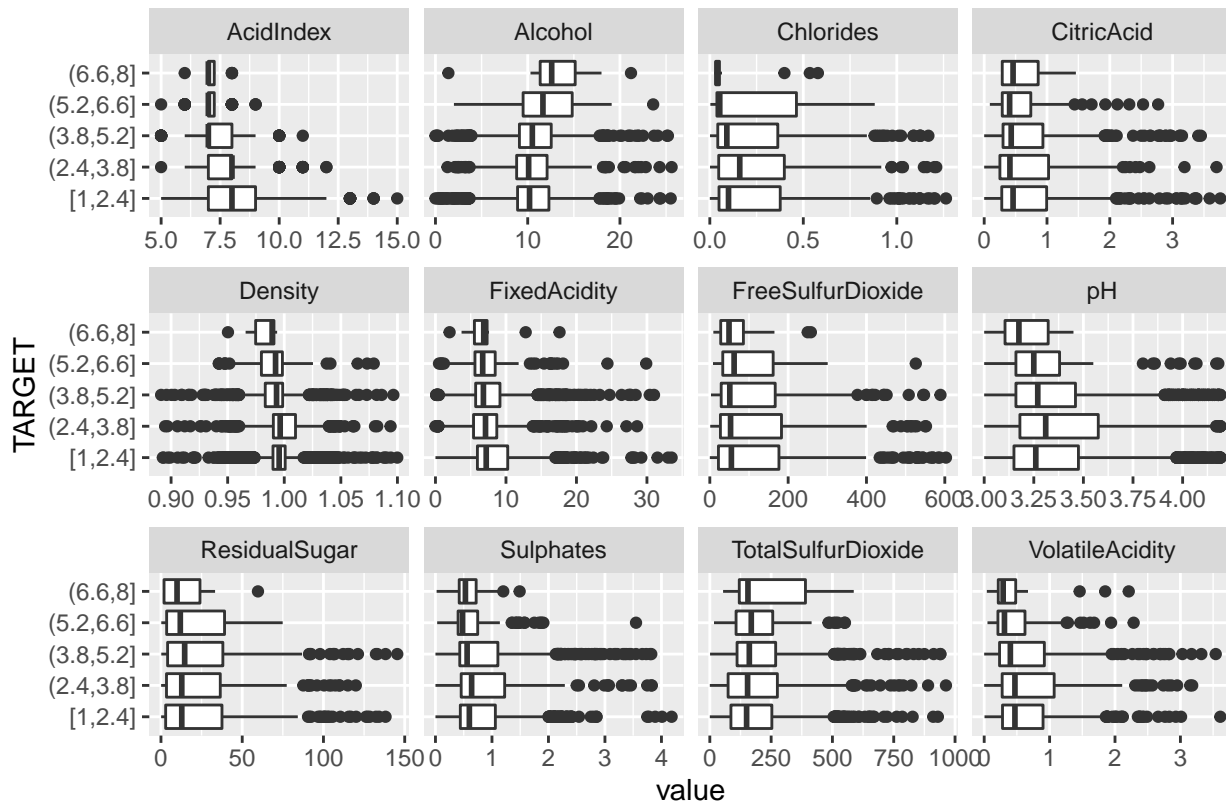 AcidIndex Alcohol Chlorides CitricAcid
(6.6,8]
(5.2,6.6]
(3.8,5.2]
(2.4,3.8]
[1,2.4]
5.0 7.5 10.0 12.5 15.0 0 10 20 0.0 0.5 1.0 0 1 2 3
Density FixedAcidity FreeSulfurDioxide pH
(6.6,8]
(5.2,6.6]
(3.8,5.2]
(2.4,3.8]
[1,2.4]
0.90 0.95 1.00 1.05 1.10 0 10 20 30 0 200 400 600 3.00 3.25 3.50 3.75 4.00
ResidualSugar Sulphates TotalSulfurDioxide VolatileAcidity
(6.6,8]
(5.2,6.6]
(3.8,5.2]
(2.4,3.8]
[1,2.4]
0 50 100 150 0 1 2 3 4 0 250 500 750 1000 0 1 2 3
TARGET
value